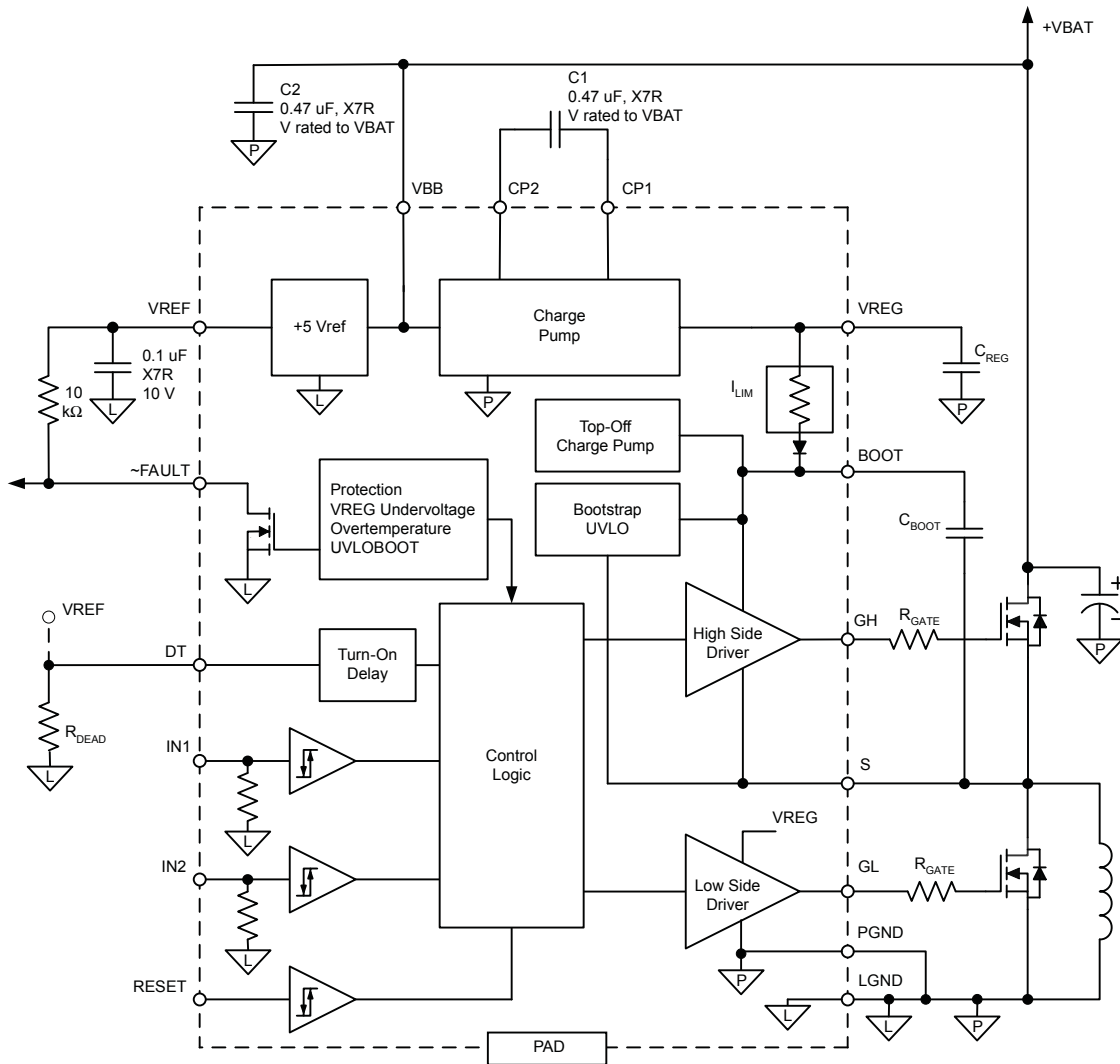 +VBAT
C2
0.47 uF, X7R
V rated to VBAT
P
C1
0.47 uF, X7R
V rated to VBAT
VBB
CP2
CP1
VREF
+5 Vref
Charge
Pump
VREG
10
kΩ
0.1 uF
X7R
10 V
L
L
P
I_LIM
C_REG
P
Top-Off
Charge Pump
BOOT
~FAULT
Protection
VREG Undervoltage
Overtemperature
UVLOBOOT
L
Bootstrap
UVLO
C_BOOT
+
–
P
VREF
DT
Turn-On
Delay
High Side
Driver
GH
R_GATE
R_DEAD
L
IN1
L
Control
Logic
S
IN2
L
VREG
Low Side
Driver
GL
R_GATE
P
PGND
RESET
LGND
L
L
P
PAD